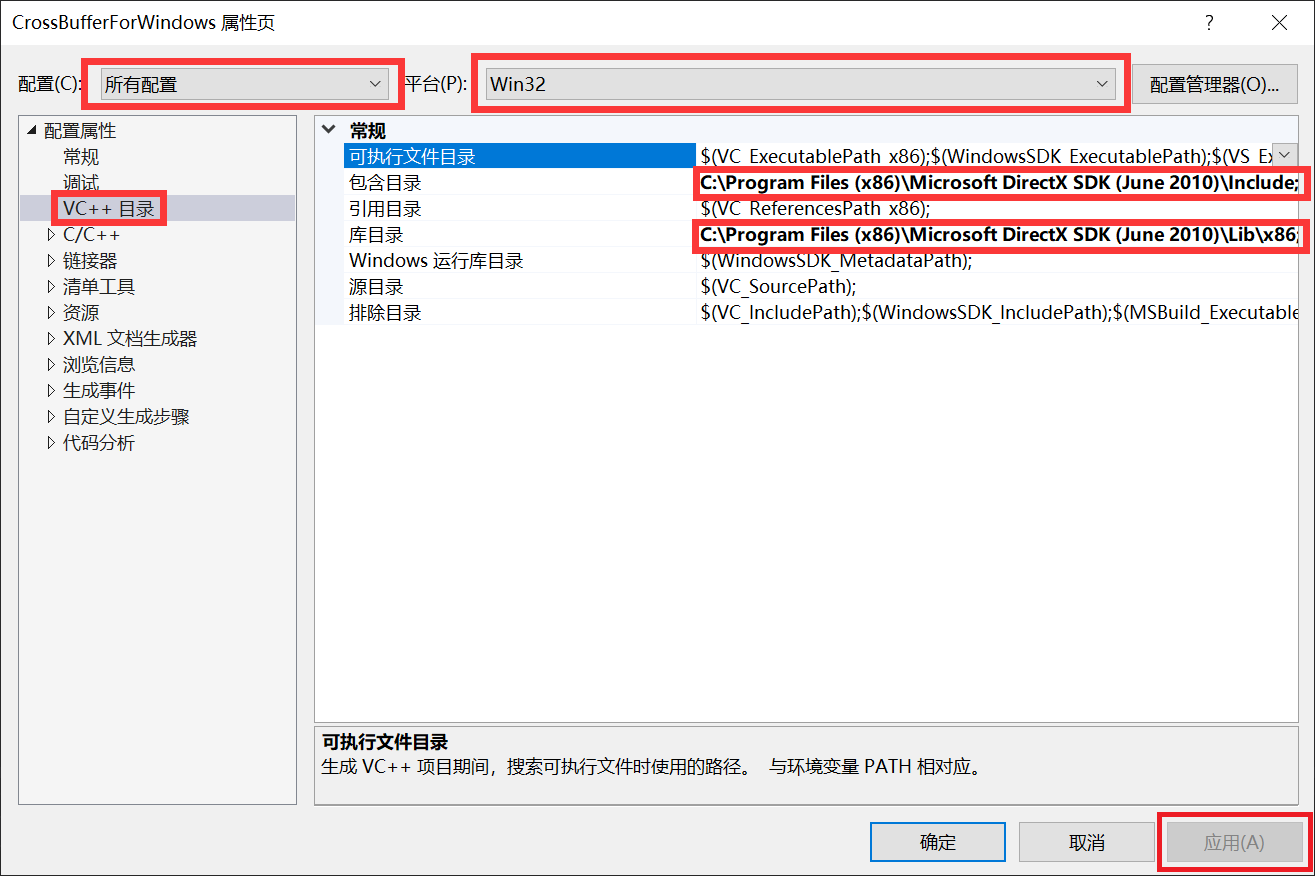 CrossBufferForWindows 属性页
配置(C): 所有配置 平台(P): Win32 配置管理器(O)...
配置属性
常规
调试
VC++ 目录
C/C++
链接器
清单工具
资源
XML 文档生成器
浏览信息
生成事件
自定义生成步骤
代码分析
常规
可执行文件目录 $(VC_ExecutablePath_x86);$(WindowsSDK_ExecutablePath);$(VS_Ex
包含目录 C:\Program Files (x86)\Microsoft DirectX SDK (June 2010)\Include;
引用目录 $(VC_ReferencesPath_x86);
库目录 C:\Program Files (x86)\Microsoft DirectX SDK (June 2010)\Lib\x86;
Windows 运行库目录 $(WindowsSDK_MetadataPath);
源目录 $(VC_SourcePath);
排除目录 $(VC_IncludePath);$(WindowsSDK_IncludePath);$(MSBuild_Executable
可执行文件目录
生成 VC++ 项目期间，搜索可执行文件时使用的路径。 与环境变量 PATH 相对应。
确定 取消 应用(A)